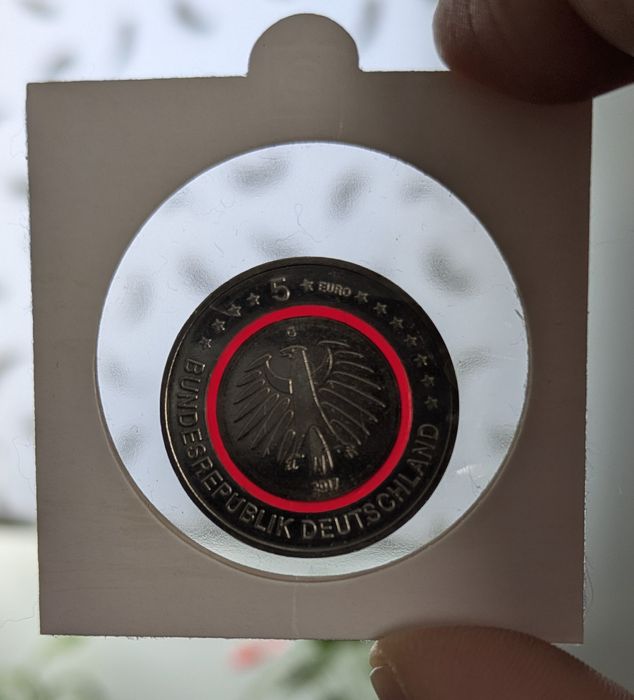 5 EURO
G
2017
BUNDESREPUBLIK DEUTSCHLAND